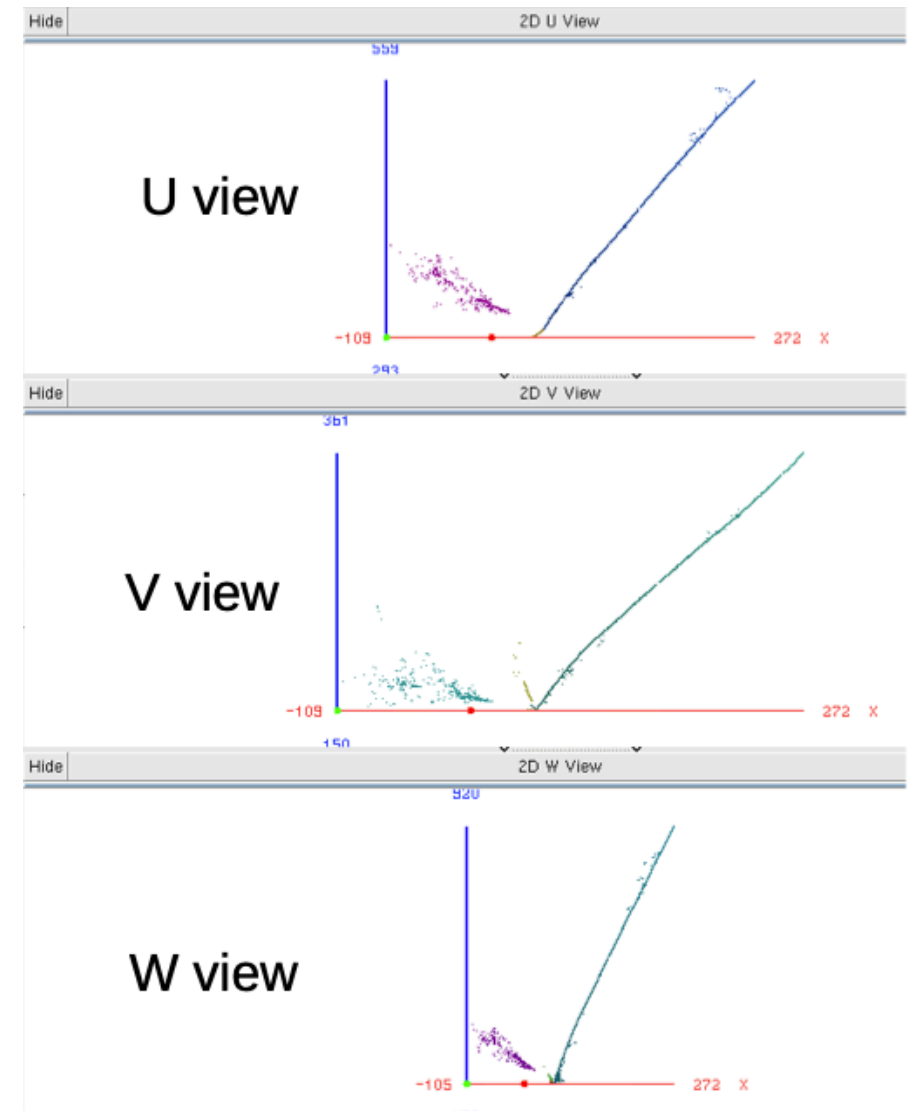 Hide 2D U View
559
U view
-109 272 X
293
Hide 2D V View
361
V view
-109 272 X
150
Hide 2D W View
920
W view
-105 272 X